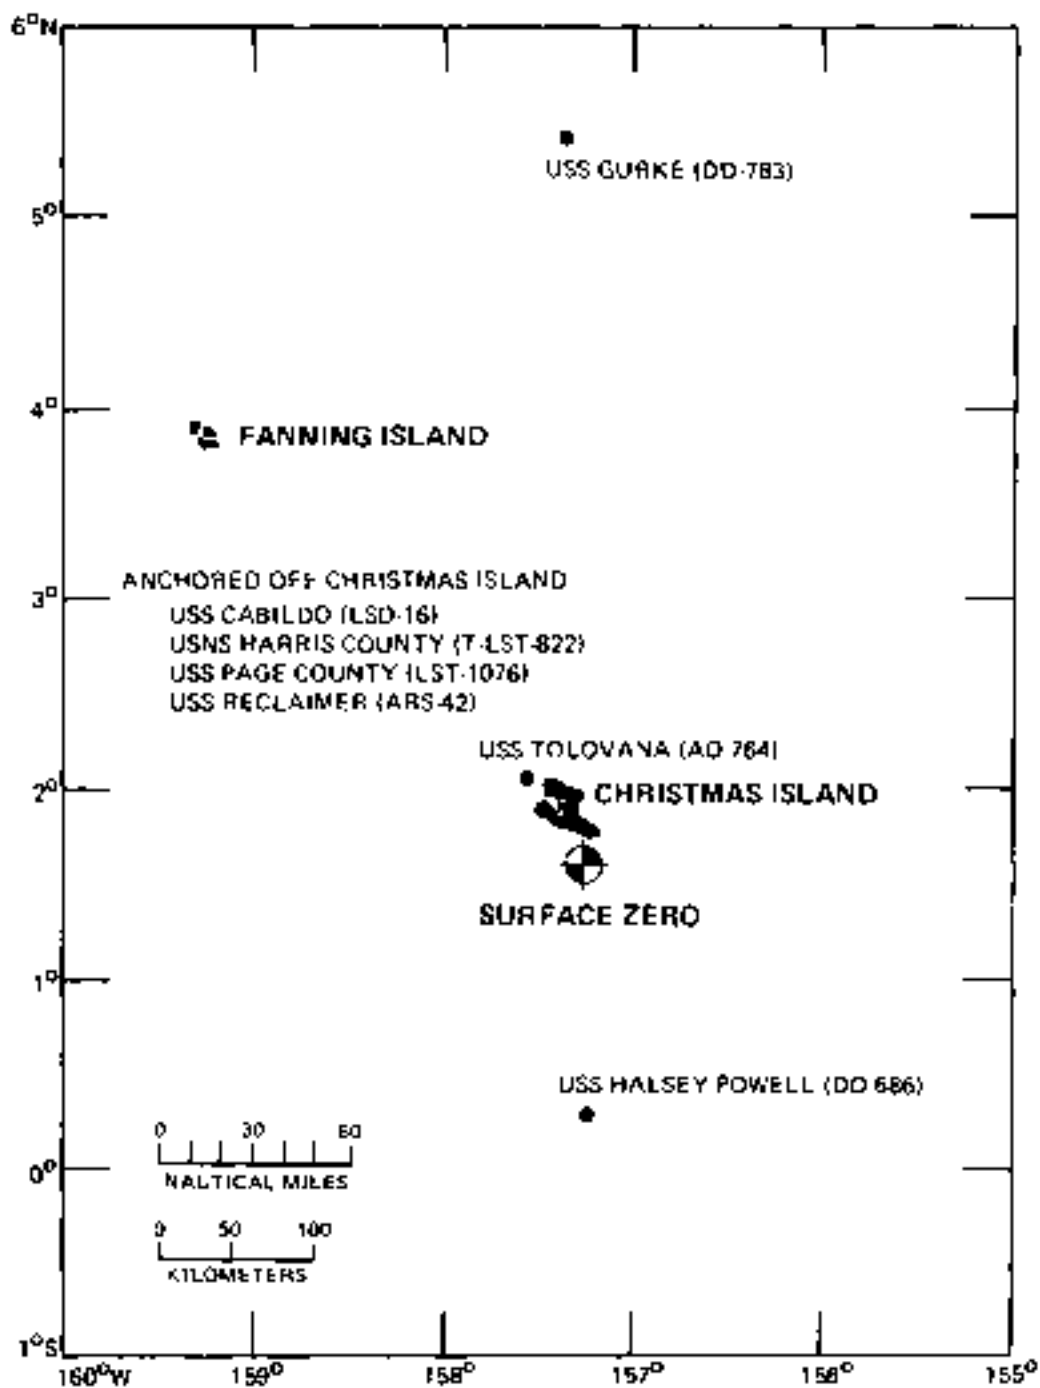 6°N
USS GURKE (DD-783)
5°
4°
FANNING ISLAND
ANCHORED OFF CHRISTMAS ISLAND
3°
USS CABILDO (LSD-16)
USNS HARRIS COUNTY (T-LST-822)
USS PAGE COUNTY (LST-1076)
USS RECLAIMER (ARS-42)
USS TOLOVANA (AO 764)
2°
CHRISTMAS ISLAND
SURFACE ZERO
1°
USS HALSEY POWELL (DD 686)
0 30 60
NAUTICAL MILES
0°
0 50 100
KILOMETERS
1°S
160°W 159° 158° 157° 156° 155°